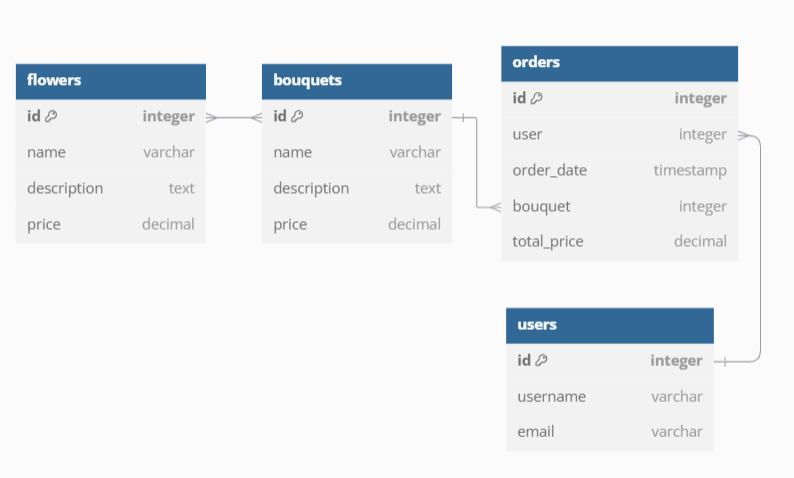 flowers
id integer
name varchar
description text
price decimal
bouquets
id integer
name varchar
description text
price decimal
orders
id integer
user integer
order_date timestamp
bouquet integer
total_price decimal
users
id integer
username varchar
email varchar